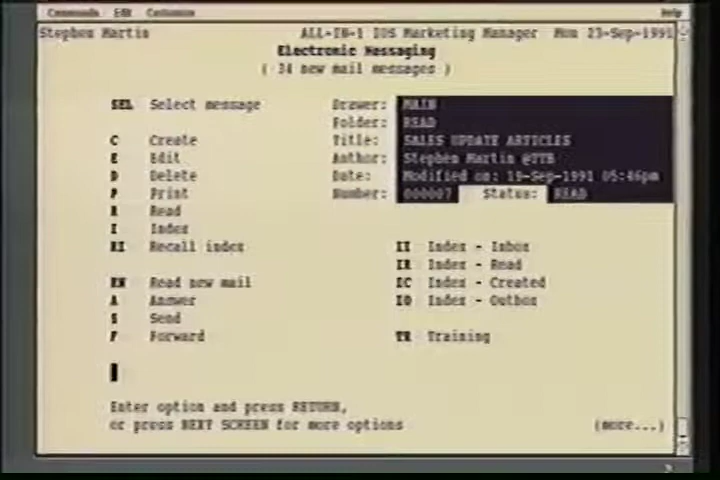 Commands Edit Customize Help
Stephen Martin ALL-IN-1 IOS Marketing Manager Mon 23-Sep-1991
Electronic Messaging
( 34 new mail messages )
SEL Select message Drawer: MAIN
Folder: READ
C Create Title: SALES UPDATE ARTICLES
E Edit Author: Stephen Martin @TTB
D Delete Date: Modified on: 19-Sep-1991 05:46pm
P Print Number: 000007 Status: READ
R Read
I Index
RI Recall index II Index - Inbox
IR Index - Read
RN Read new mail IC Index - Created
A Answer IO Index - Outbox
S Send
F Forward TR Training
Enter option and press RETURN,
or press NEXT SCREEN for more options (more...)